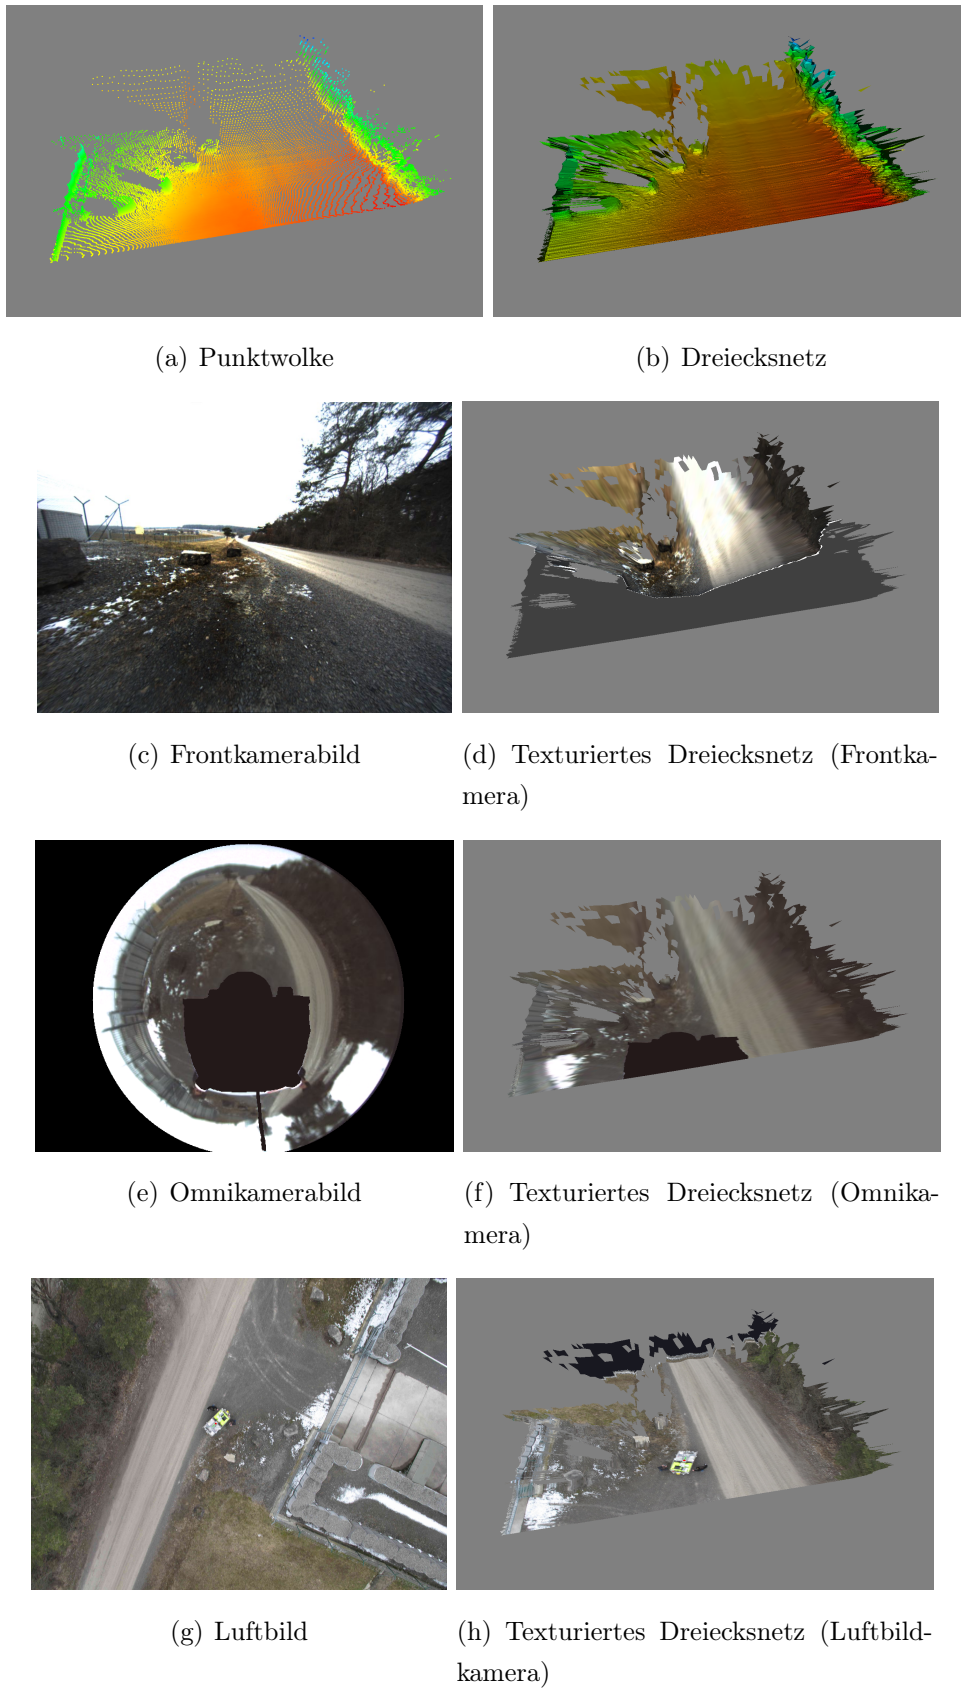 (a) Punktwolke
(b) Dreiecksnetz
(c) Frontkamerabild
(d) Texturiertes Dreiecksnetz (Frontka-
mera)
(e) Omnikamerabild
(f) Texturiertes Dreiecksnetz (Omnika-
mera)
(g) Luftbild
(h) Texturiertes Dreiecksnetz (Luftbild-
kamera)